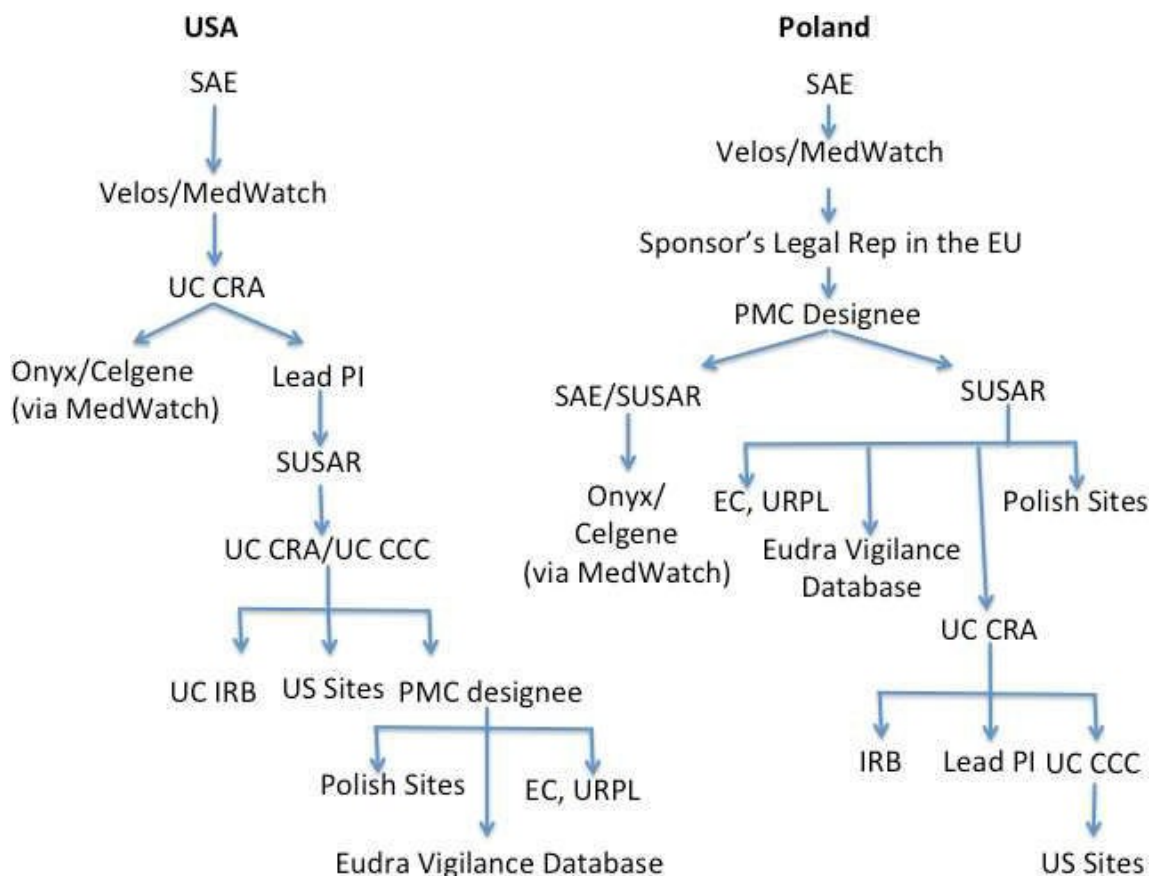 USA
SAE
Velos/MedWatch
UC CRA
Onyx/Celgene
(via MedWatch)
Lead PI
SUSAR
UC CRA/UC CCC
UC IRB
US Sites
PMC designee
Polish Sites
EC, URPL
Eudra Vigilance Database
Poland
SAE
Velos/MedWatch
Sponsor’s Legal Rep in the EU
PMC Designee
SAE/SUSAR
Onyx/
Celgene
(via MedWatch)
SUSAR
EC, URPL
Eudra Vigilance
Database
UC CRA
Polish Sites
IRB
Lead PI
UC CCC
US Sites